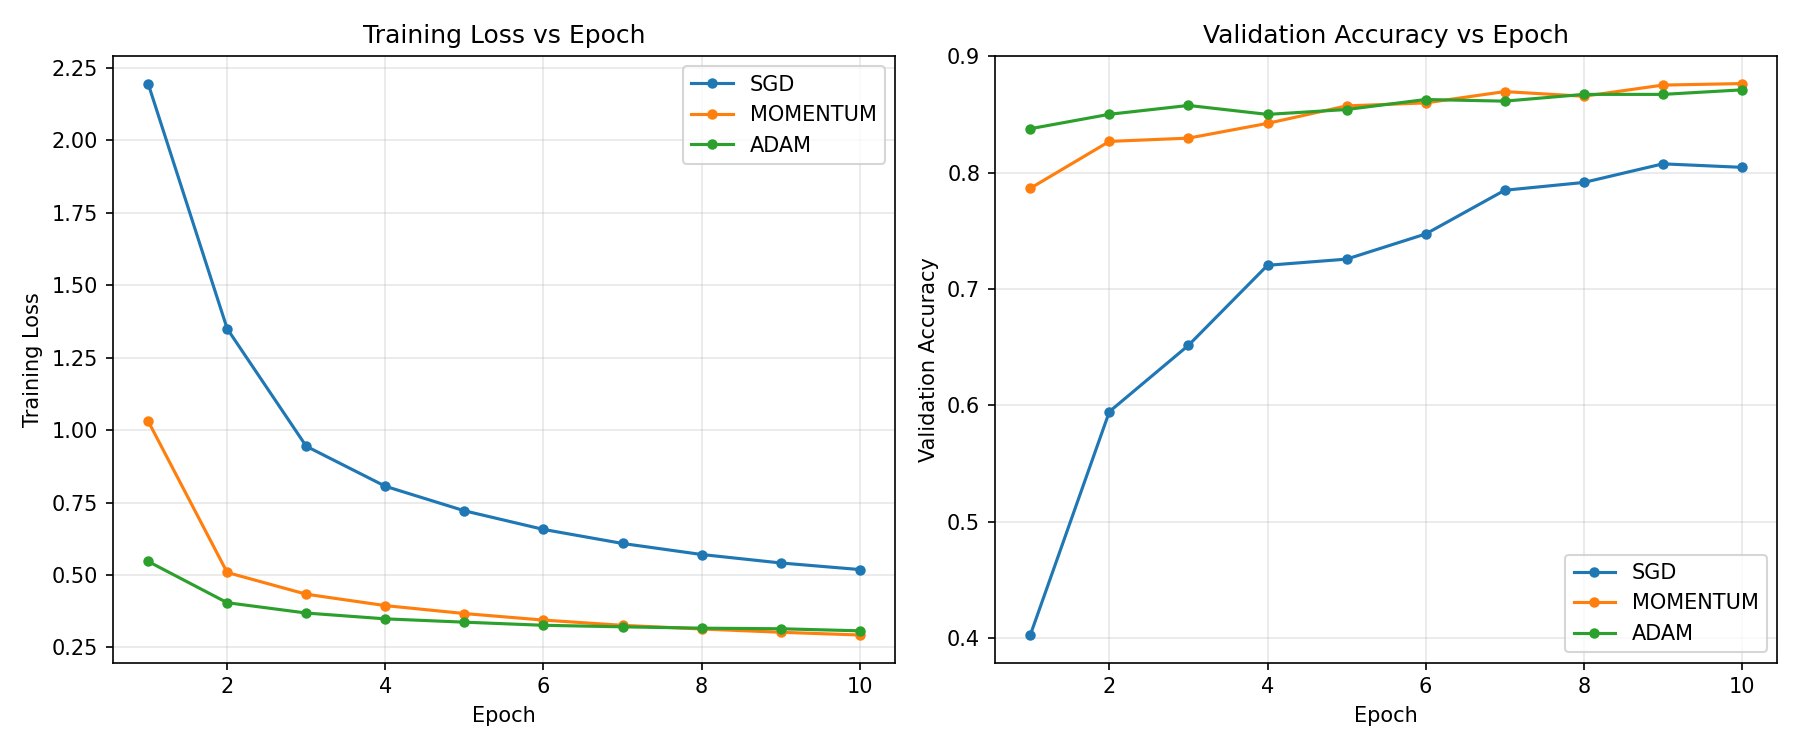 Training Loss vs Epoch
2.25
2.00
1.75
1.50
1.25
1.00
0.75
0.50
0.25
Training Loss
2 4 6 8 10
Epoch
SGD
MOMENTUM
ADAM
Validation Accuracy vs Epoch
0.9
0.8
0.7
0.6
0.5
0.4
Validation Accuracy
2 4 6 8 10
Epoch
SGD
MOMENTUM
ADAM